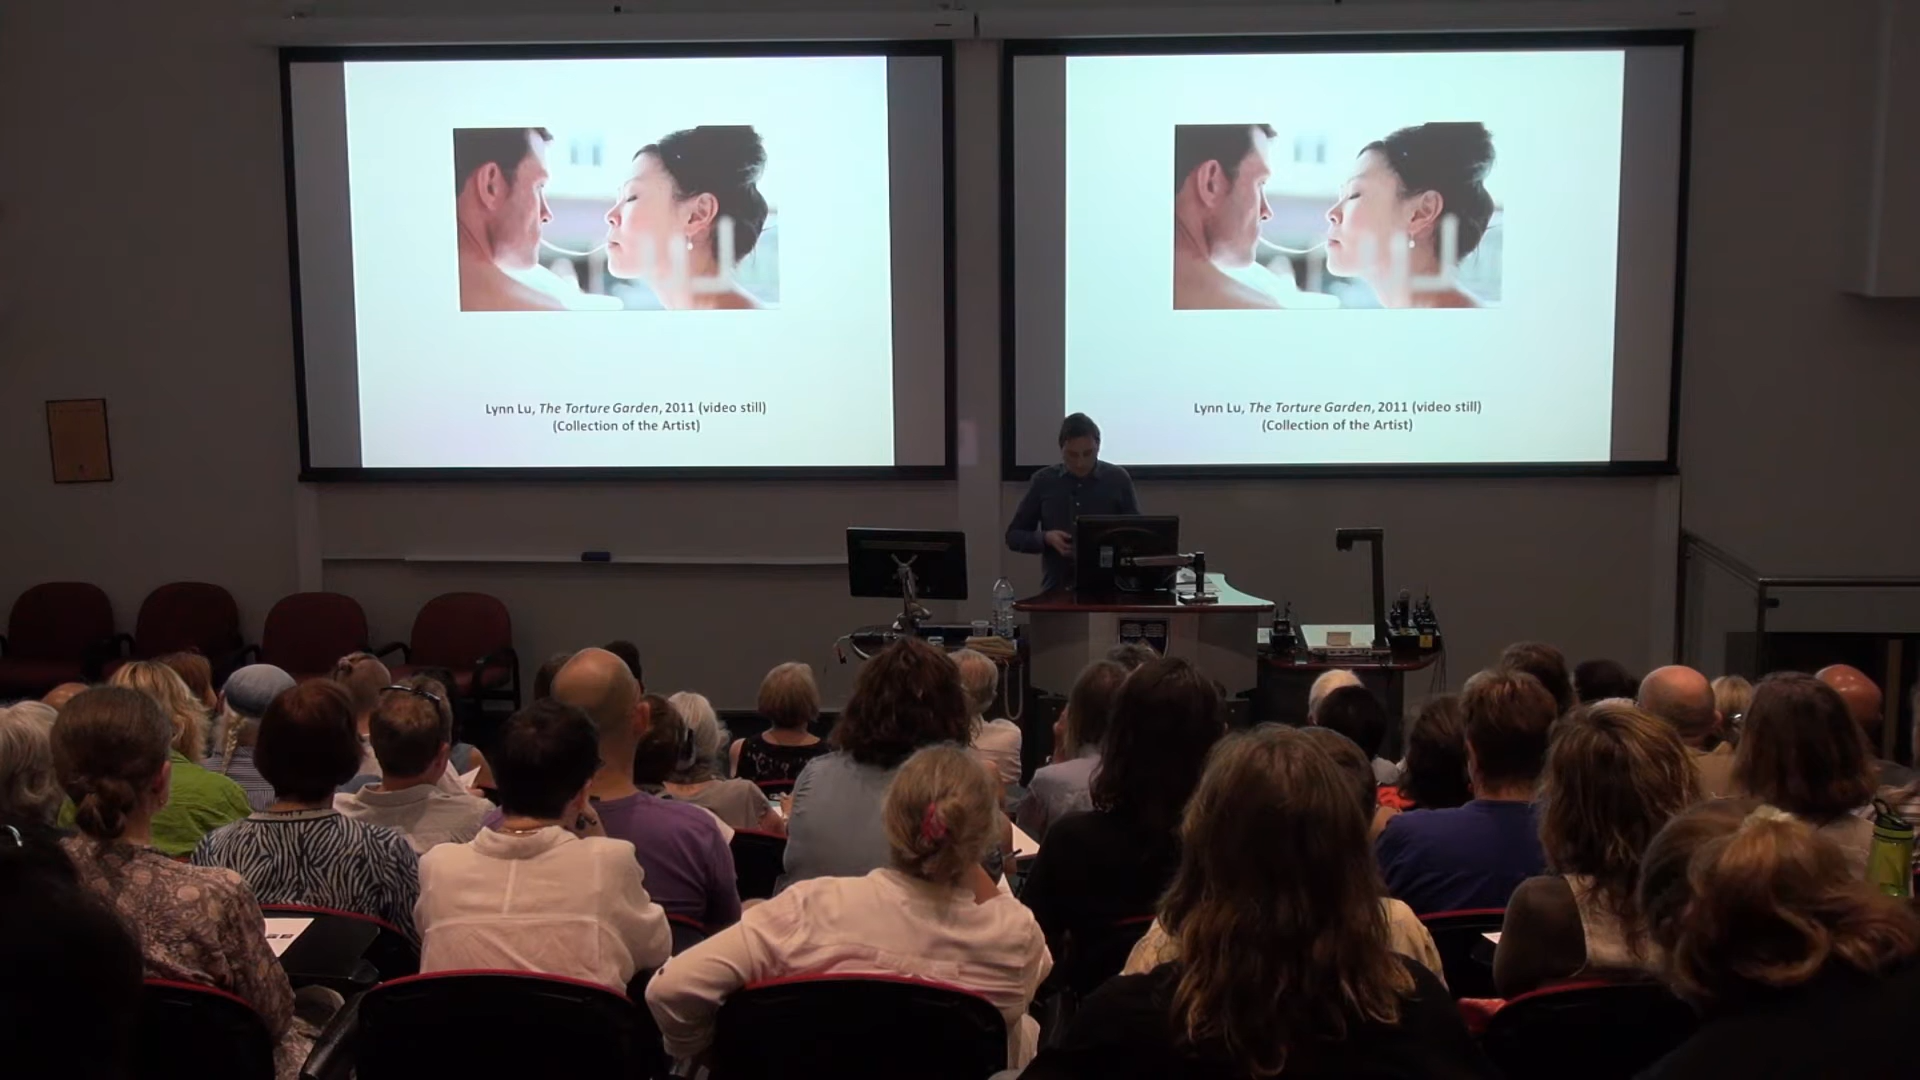 Lynn Lu, The Torture Garden, 2011 (video still)
(Collection of the Artist)
Lynn Lu, The Torture Garden, 2011 (video still)
(Collection of the Artist)